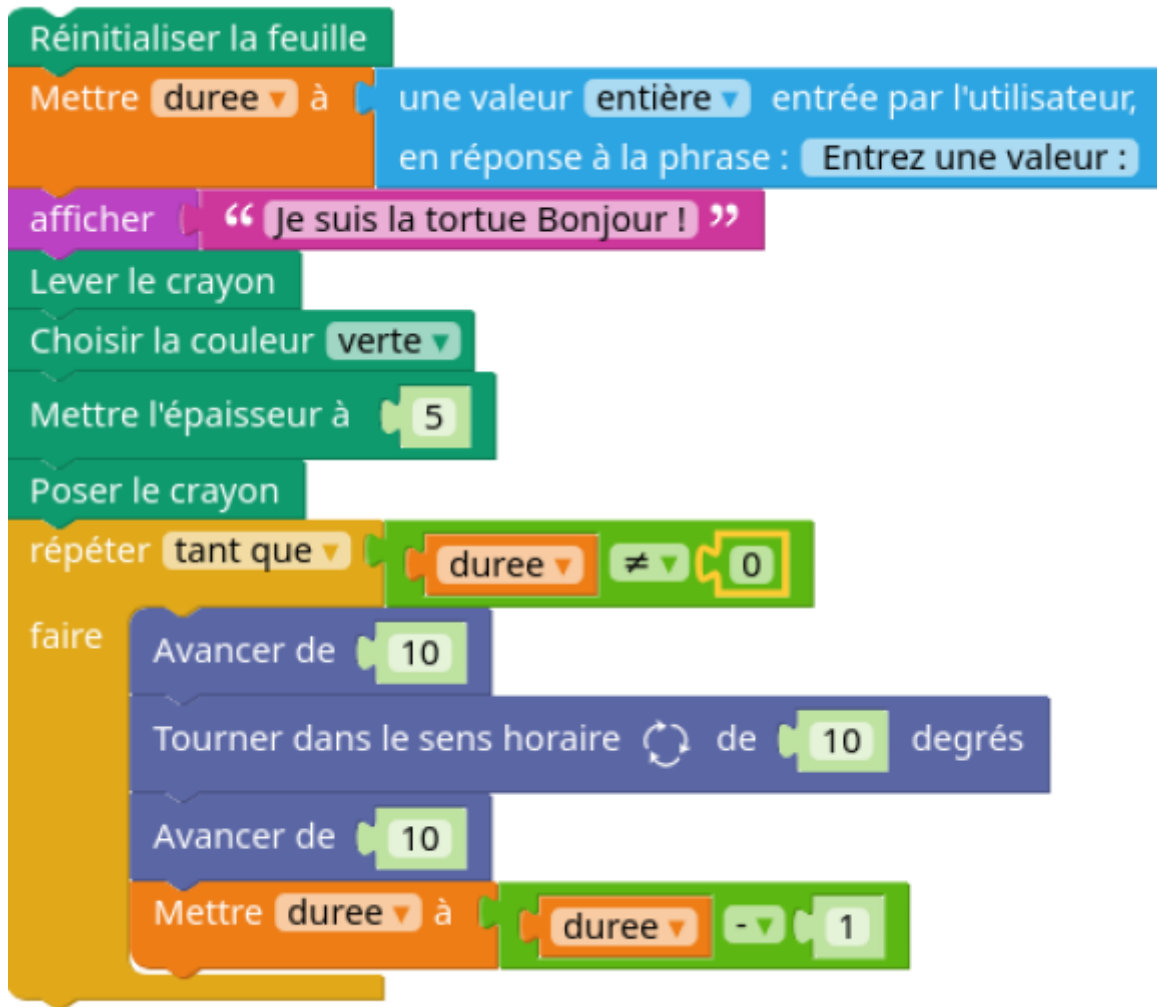 Réinitialiser la feuille
Mettre duree ▾ à une valeur entière ▾ entrée par l'utilisateur,
en réponse à la phrase : Entrez une valeur :
afficher “ Je suis la tortue Bonjour ! ”
Lever le crayon
Choisir la couleur verte ▾
Mettre l'épaisseur à 5
Poser le crayon
répéter tant que ▾ duree ▾ ≠ ▾ 0
faire Avancer de 10
Tourner dans le sens horaire de 10 degrés
Avancer de 10
Mettre duree ▾ à duree ▾ - ▾ 1